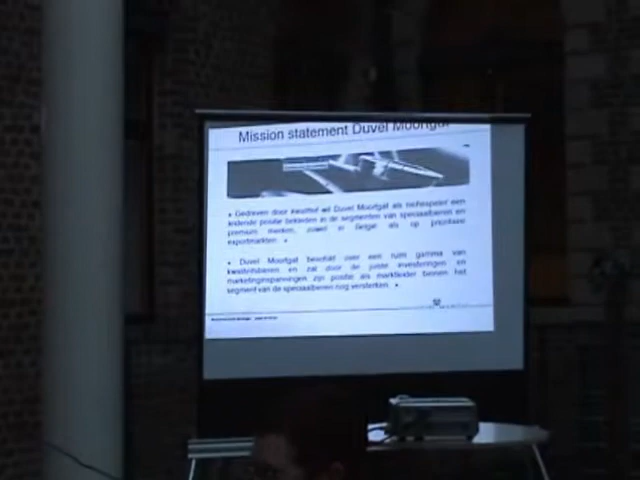 Mission statement Duvel Moortgat
• Gedreven door kwaliteit wil Duvel Moortgat als nichespeler een
leidende positie bekleden in de segmenten van speciaalbieren en
premium merken, zowel in België als op prioritaire
exportmarkten. •
• Duvel Moortgat beschikt over een ruim gamma van
kwaliteitsbieren en zal door de juiste investeringen en
marketinginspanningen zijn positie als marktleider binnen het
segment van de speciaalbieren nog versterken. •